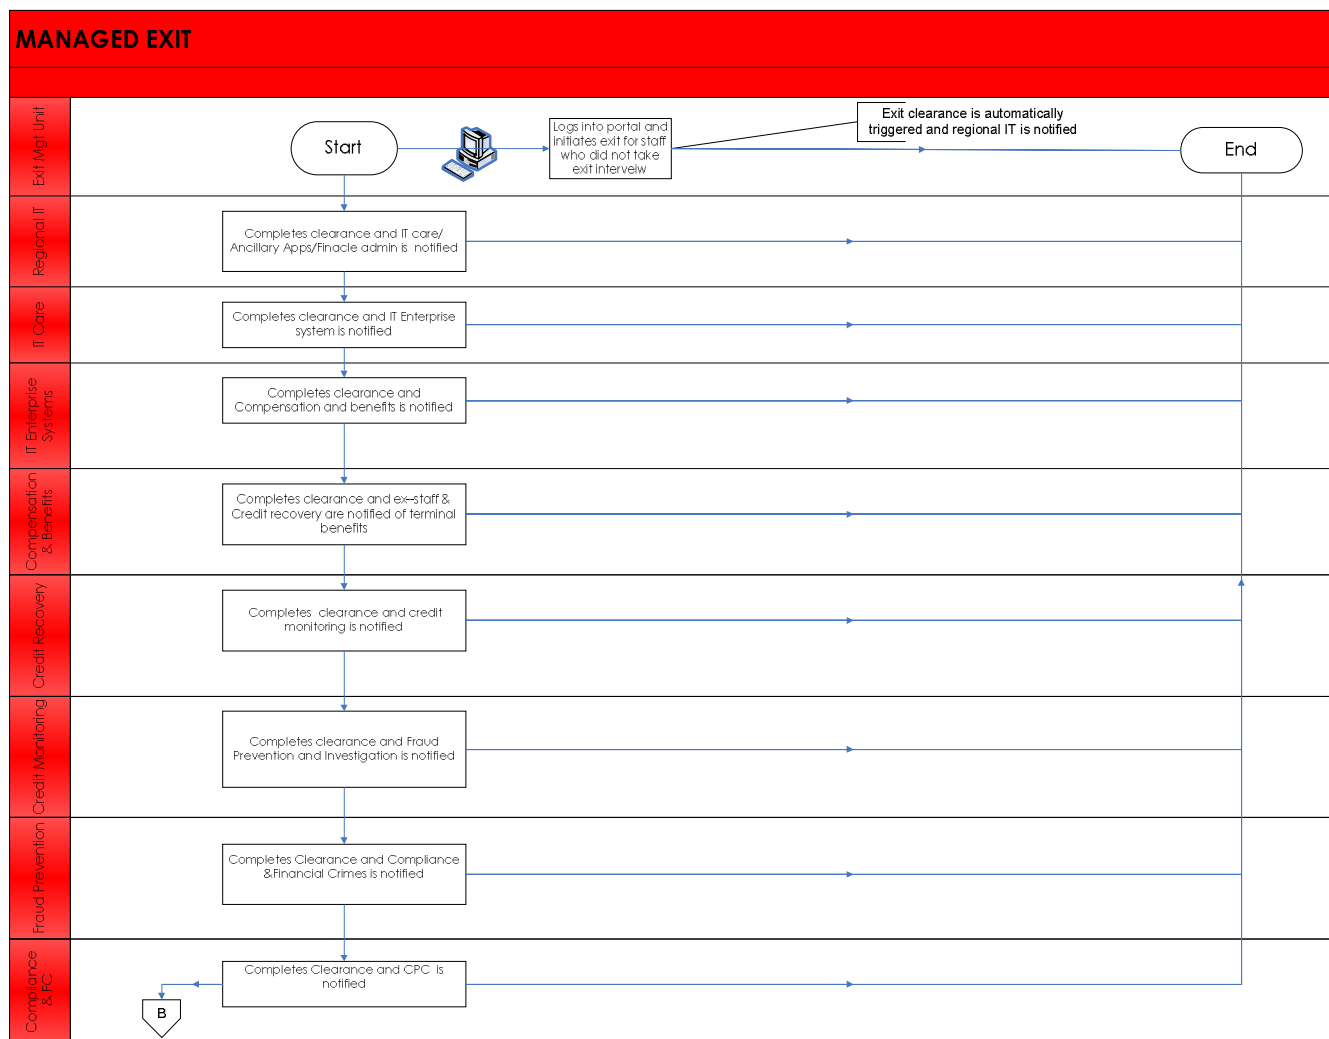 MANAGED EXIT
Exit Mgt Unit
Start
Logs into portal and
initiates exit for staff
who did not take
exit interveiw
Exit clearance is automatically
triggered and regional IT is notified
End
Regional IT
Completes clearance and IT care/
Ancillary Apps/Finacle admin is notified
IT Care
Completes clearance and IT Enterprise
system is notified
IT Enterprise
Systems
Completes clearance and
Compensation and benefits is notified
Compensation
& Benefits
Completes clearance and ex-staff &
Credit recovery are notified of terminal
benefits
Credit Recovery
Completes clearance and credit
monitoring is notified
Credit Monitoring
Completes clearance and Fraud
Prevention and Investigation is notified
Fraud Prevention
Completes Clearance and Compliance
&Financial Crimes is notified
Compliance
& FC
Completes Clearance and CPC is
notified
B